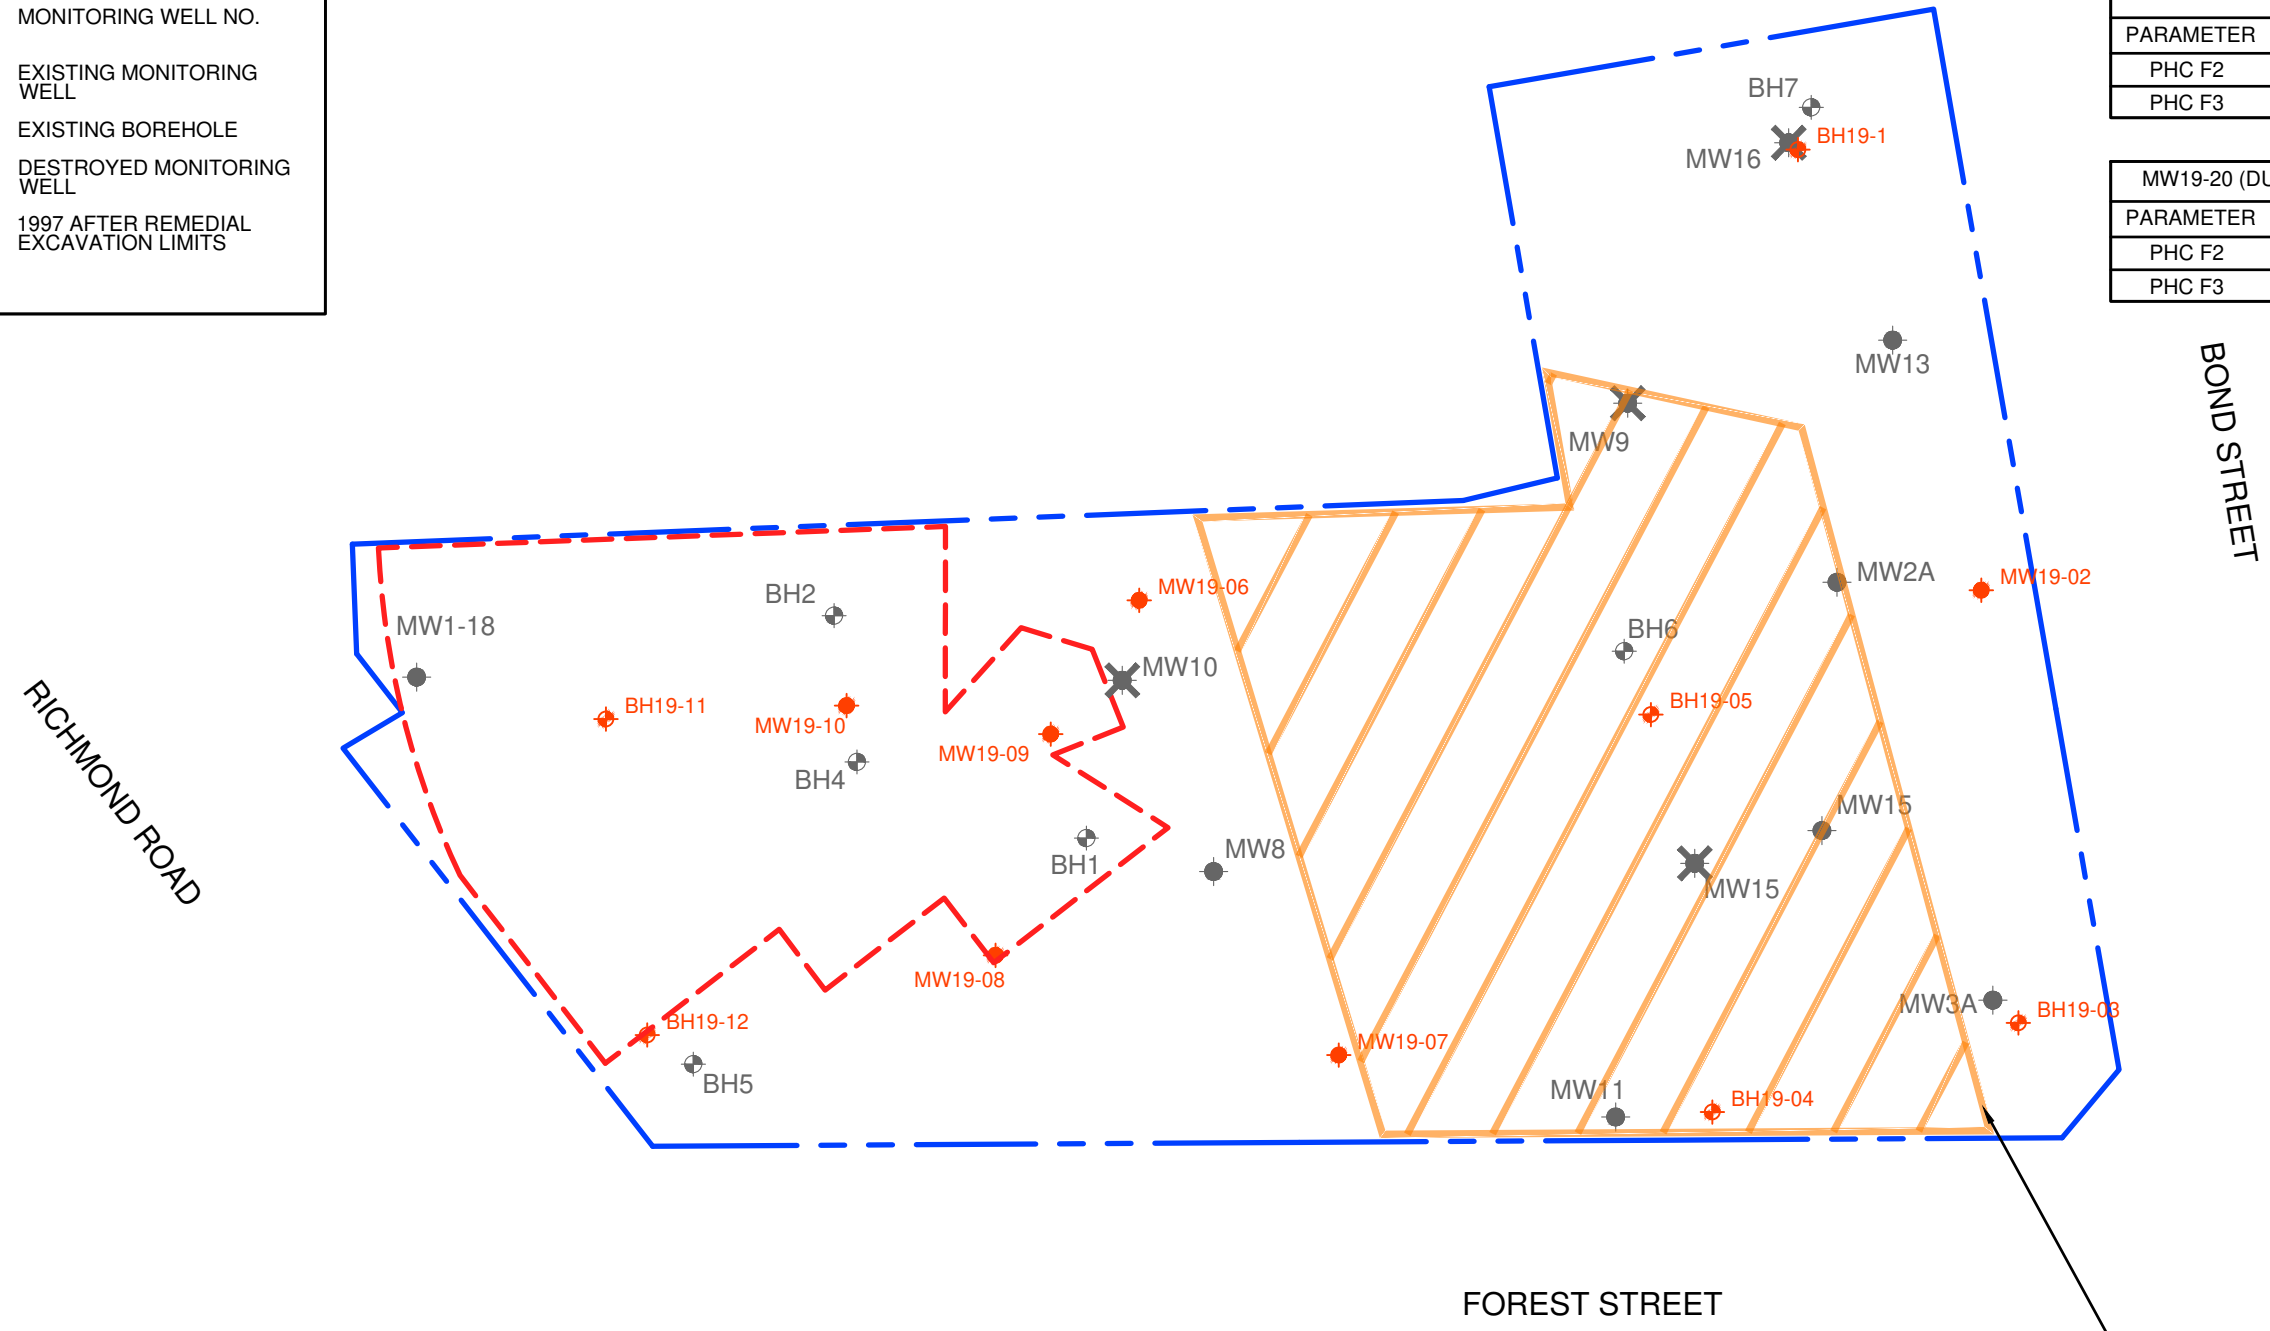 MONITORING WELL NO.
EXISTING MONITORING
WELL
EXISTING BOREHOLE
DESTROYED MONITORING
WELL
1997 AFTER REMEDIAL
EXCAVATION LIMITS
PARAMETER
PHC F2
PHC F3
MW19-20 (DU
PARAMETER
PHC F2
PHC F3
BH7
BH19-1
MW16
MW13
BOND STREET
MW9
MW2A
MW19-02
MW19-06
BH2
MW1-18
BH6
MW10
BH19-11
MW19-10
BH19-05
MW19-09
BH4
RICHMOND ROAD
MW15
MW8
BH1
MW15
MW19-08
MW3A
BH19-03
BH19-12
MW19-07
BH5
MW11
BH19-04
FOREST STREET